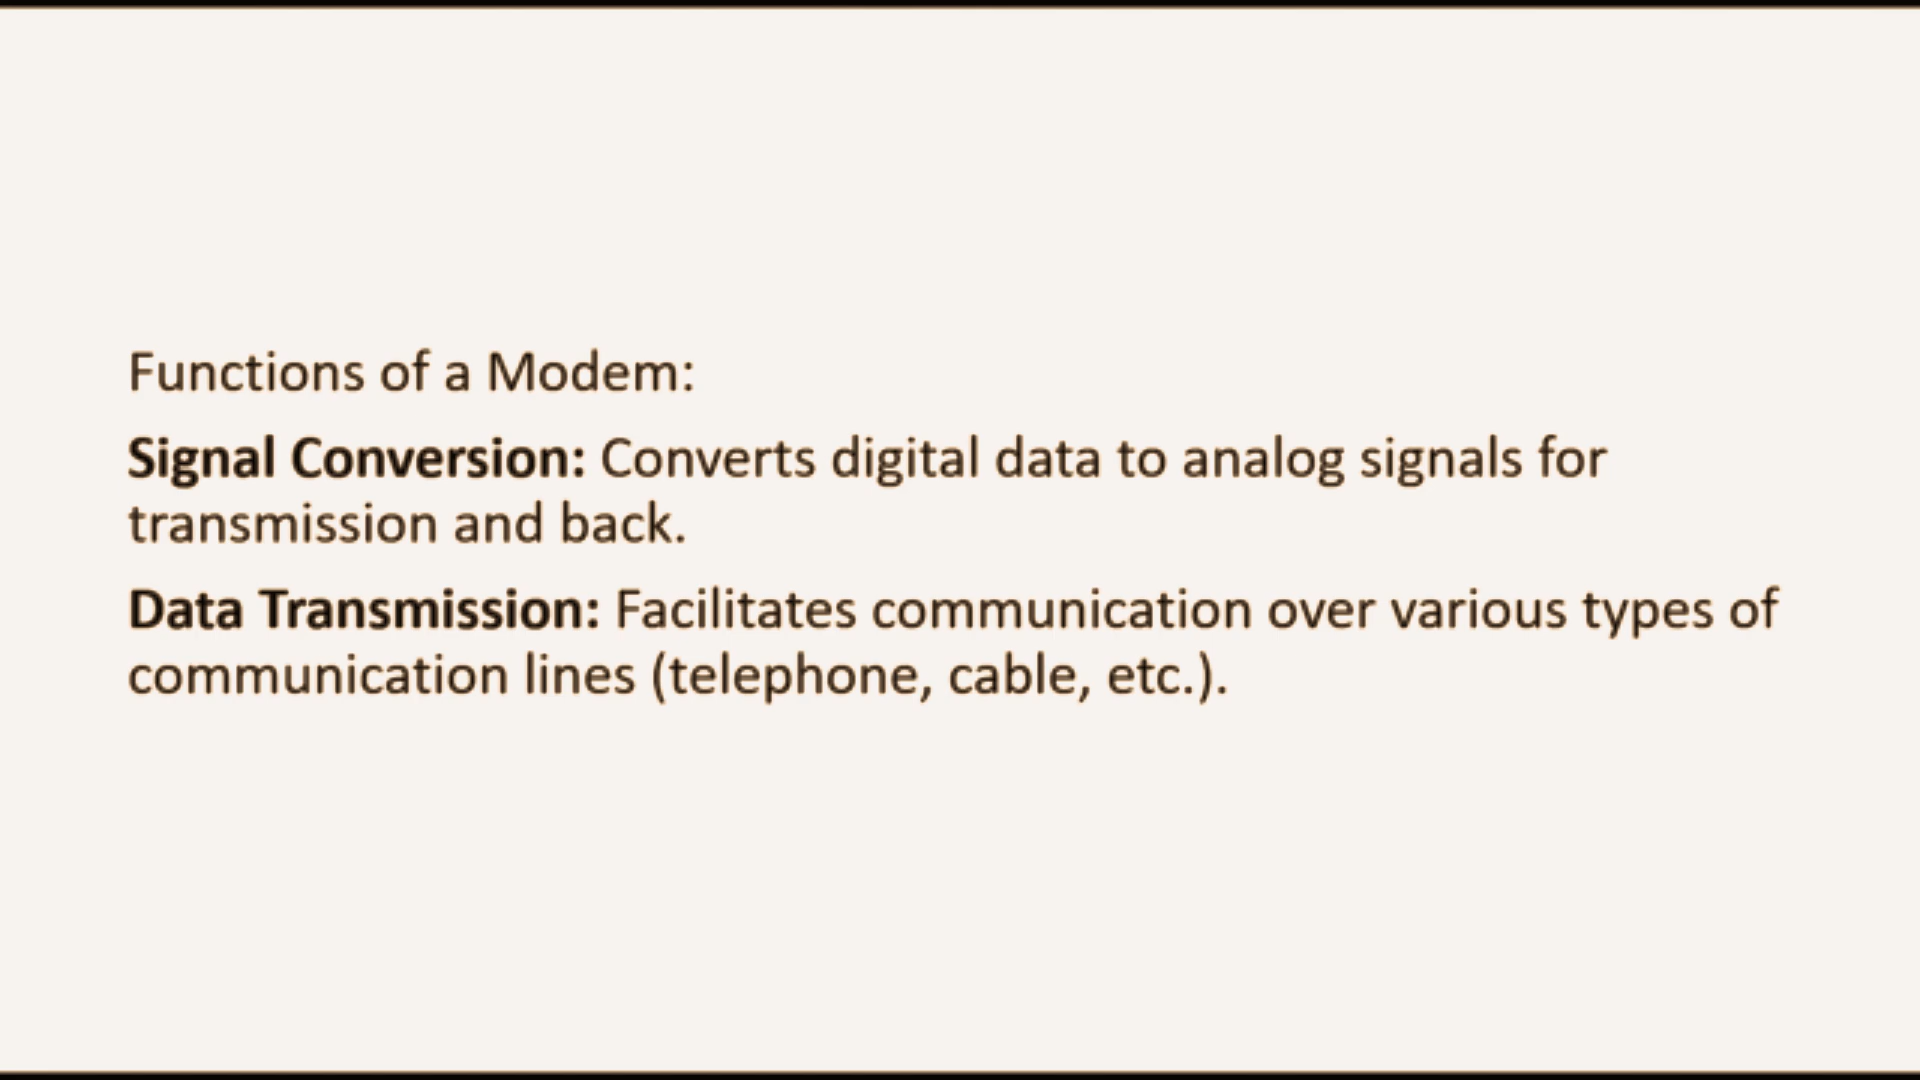 Functions of a Modem:
Signal Conversion: Converts digital data to analog signals for
transmission and back.
Data Transmission: Facilitates communication over various types of
communication lines (telephone, cable, etc.).